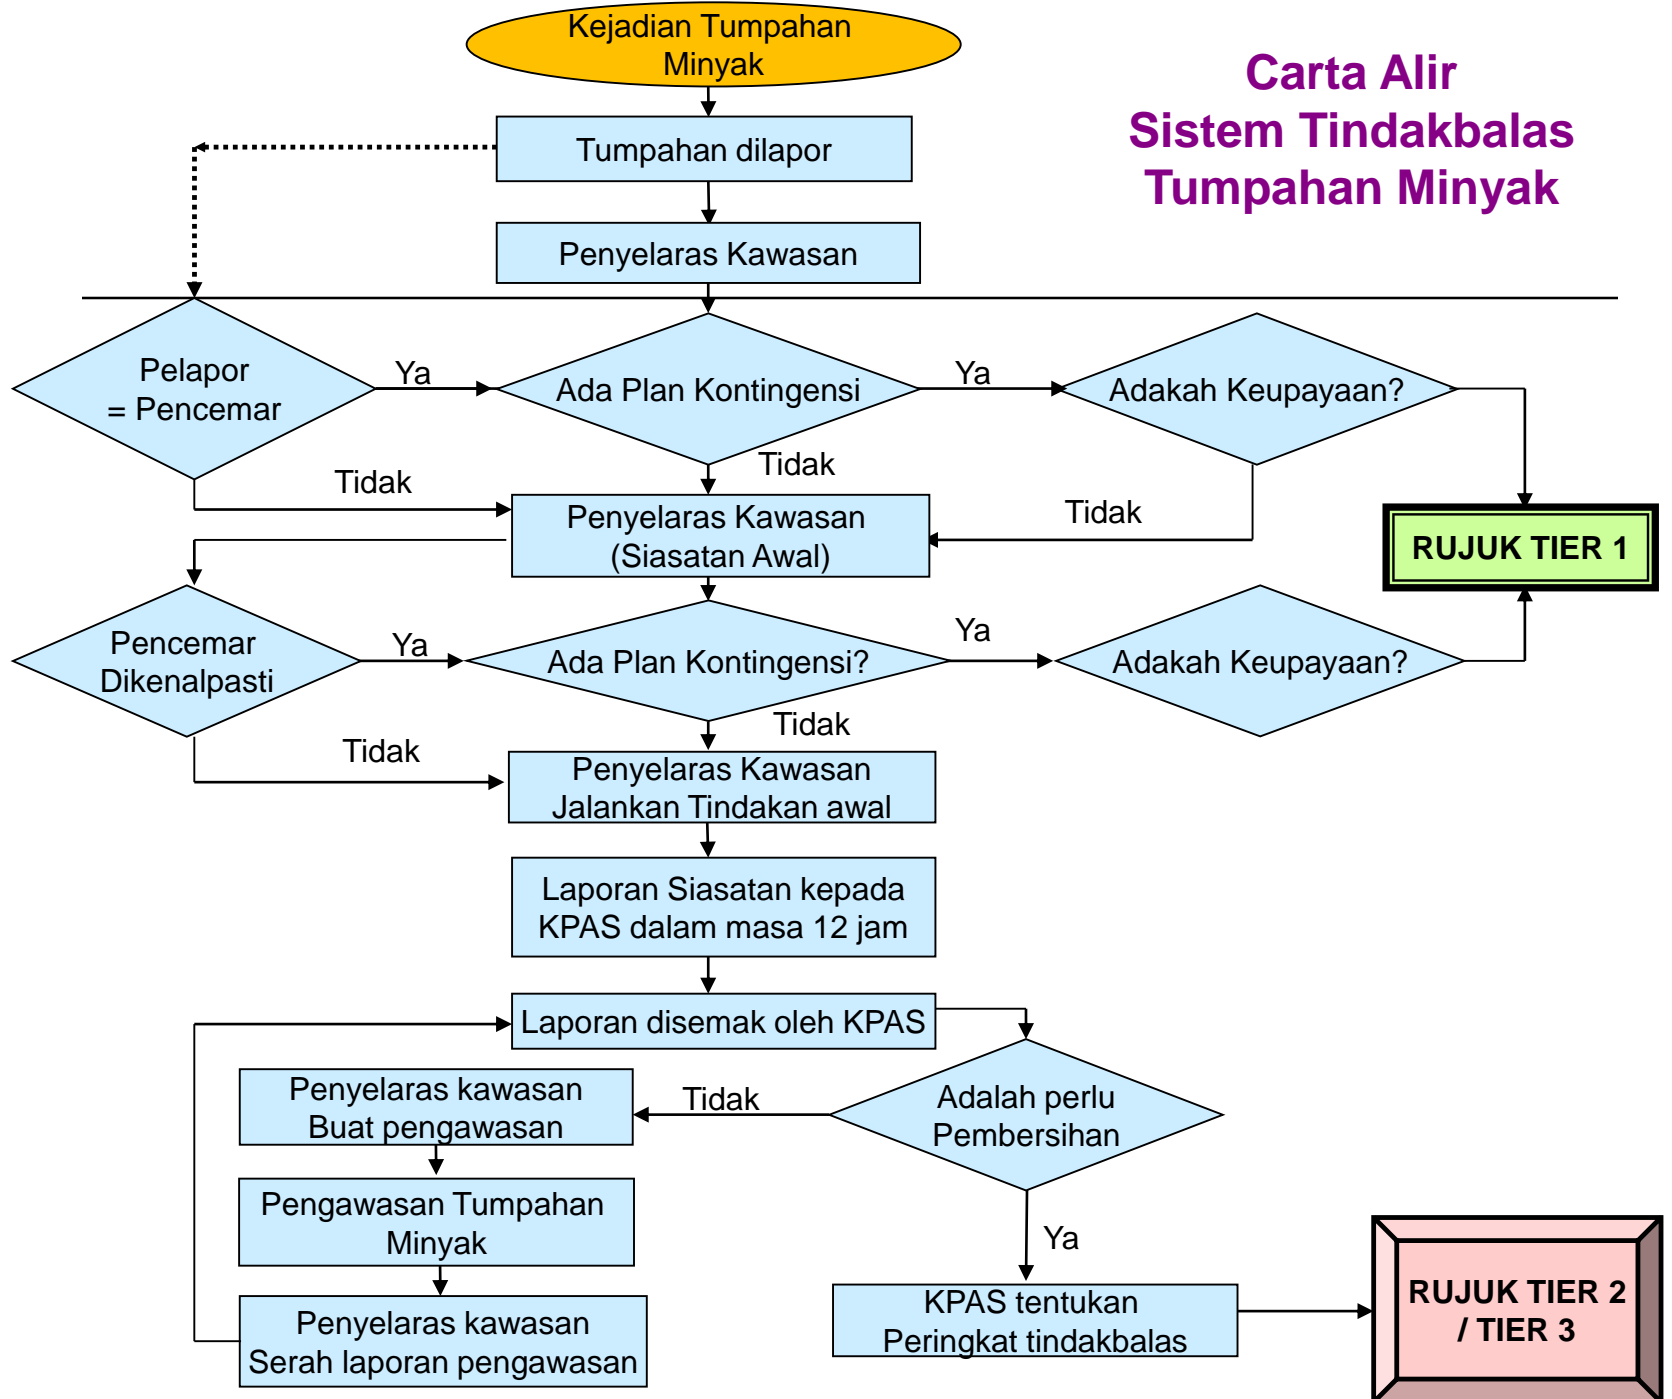 Kejadian Tumpahan
Minyak
Carta Alir
Sistem Tindakbalas
Tumpahan Minyak
Tumpahan dilapor
Penyelaras Kawasan
Pelapor
= Pencemar
Ya
Ada Plan Kontingensi
Ya
Adakah Keupayaan?
Tidak
Tidak
Tidak
Penyelaras Kawasan
(Siasatan Awal)
RUJUK TIER 1
Pencemar
Dikenalpasti
Ya
Ada Plan Kontingensi?
Ya
Adakah Keupayaan?
Tidak
Tidak
Penyelaras Kawasan
Jalankan Tindakan awal
Laporan Siasatan kepada
KPAS dalam masa 12 jam
Laporan disemak oleh KPAS
Adalah perlu
Pembersihan
Tidak
Penyelaras kawasan
Buat pengawasan
Pengawasan Tumpahan
Minyak
Penyelaras kawasan
Serah laporan pengawasan
Ya
KPAS tentukan
Peringkat tindakbalas
RUJUK TIER 2
/ TIER 3